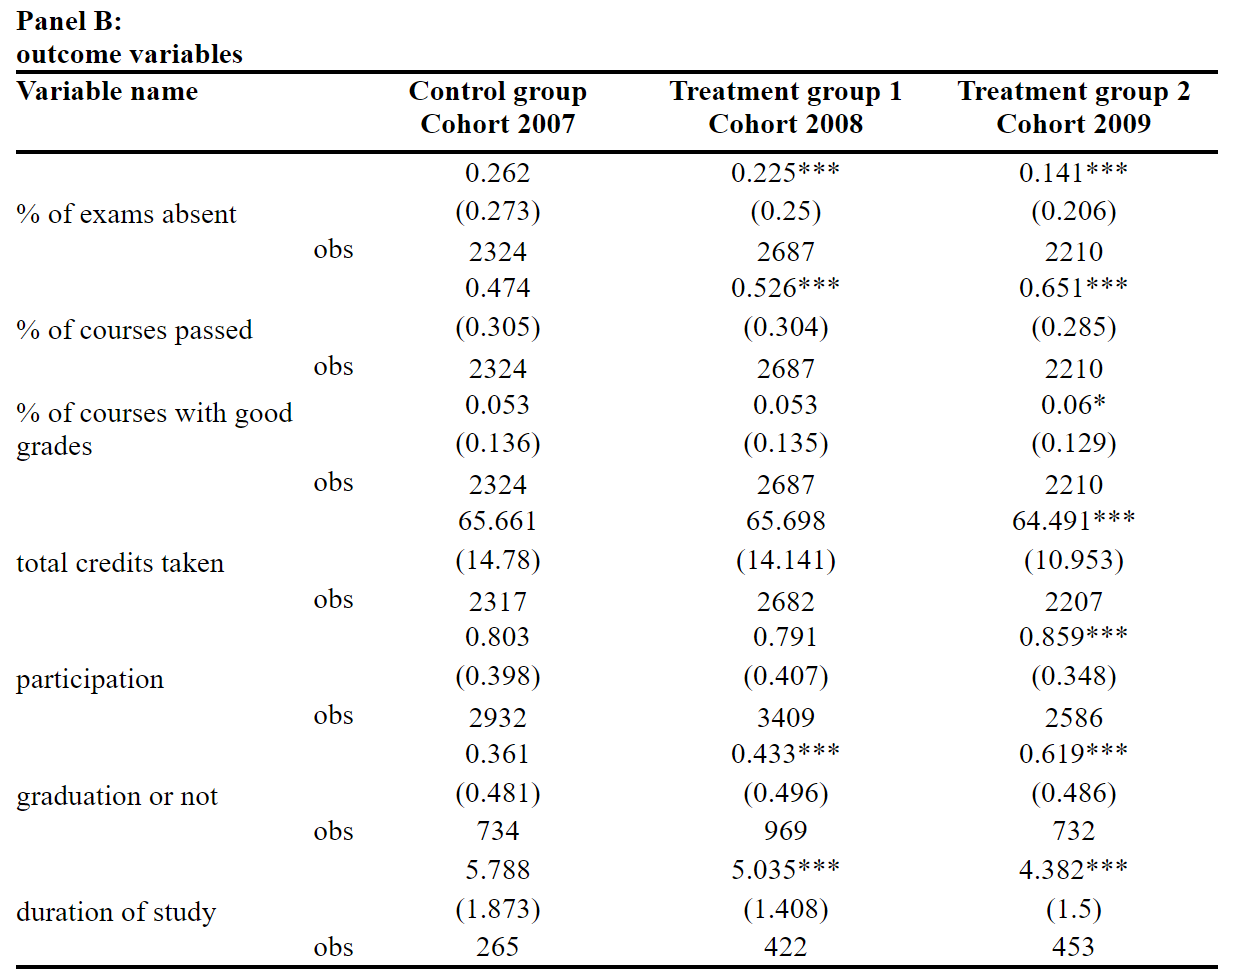 Panel B:
outcome variables
Variable name Control group Treatment group 1 Treatment group 2
Cohort 2007 Cohort 2008 Cohort 2009
0.262 0.225*** 0.141***
% of exams absent (0.273) (0.25) (0.206)
obs 2324 2687 2210
0.474 0.526*** 0.651***
% of courses passed (0.305) (0.304) (0.285)
obs 2324 2687 2210
% of courses with good 0.053 0.053 0.06*
grades (0.136) (0.135) (0.129)
obs 2324 2687 2210
65.661 65.698 64.491***
total credits taken (14.78) (14.141) (10.953)
obs 2317 2682 2207
0.803 0.791 0.859***
participation (0.398) (0.407) (0.348)
obs 2932 3409 2586
0.361 0.433*** 0.619***
graduation or not (0.481) (0.496) (0.486)
obs 734 969 732
5.788 5.035*** 4.382***
duration of study (1.873) (1.408) (1.5)
obs 265 422 453